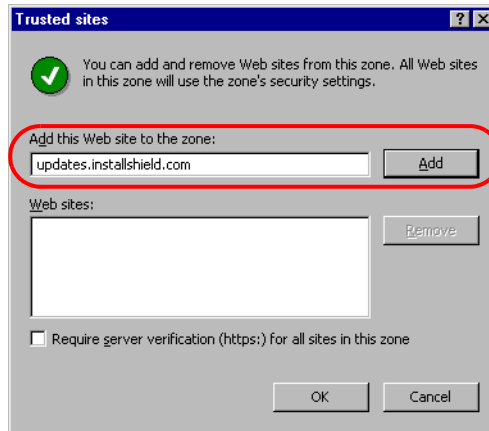 Trusted sites
You can add and remove Web sites from this zone. All Web sites
in this zone will use the zone's security settings.
Add this Web site to the zone:
updates.installshield.com
Add
Web sites:
Remove
Require server verification (https:) for all sites in this zone
OK
Cancel